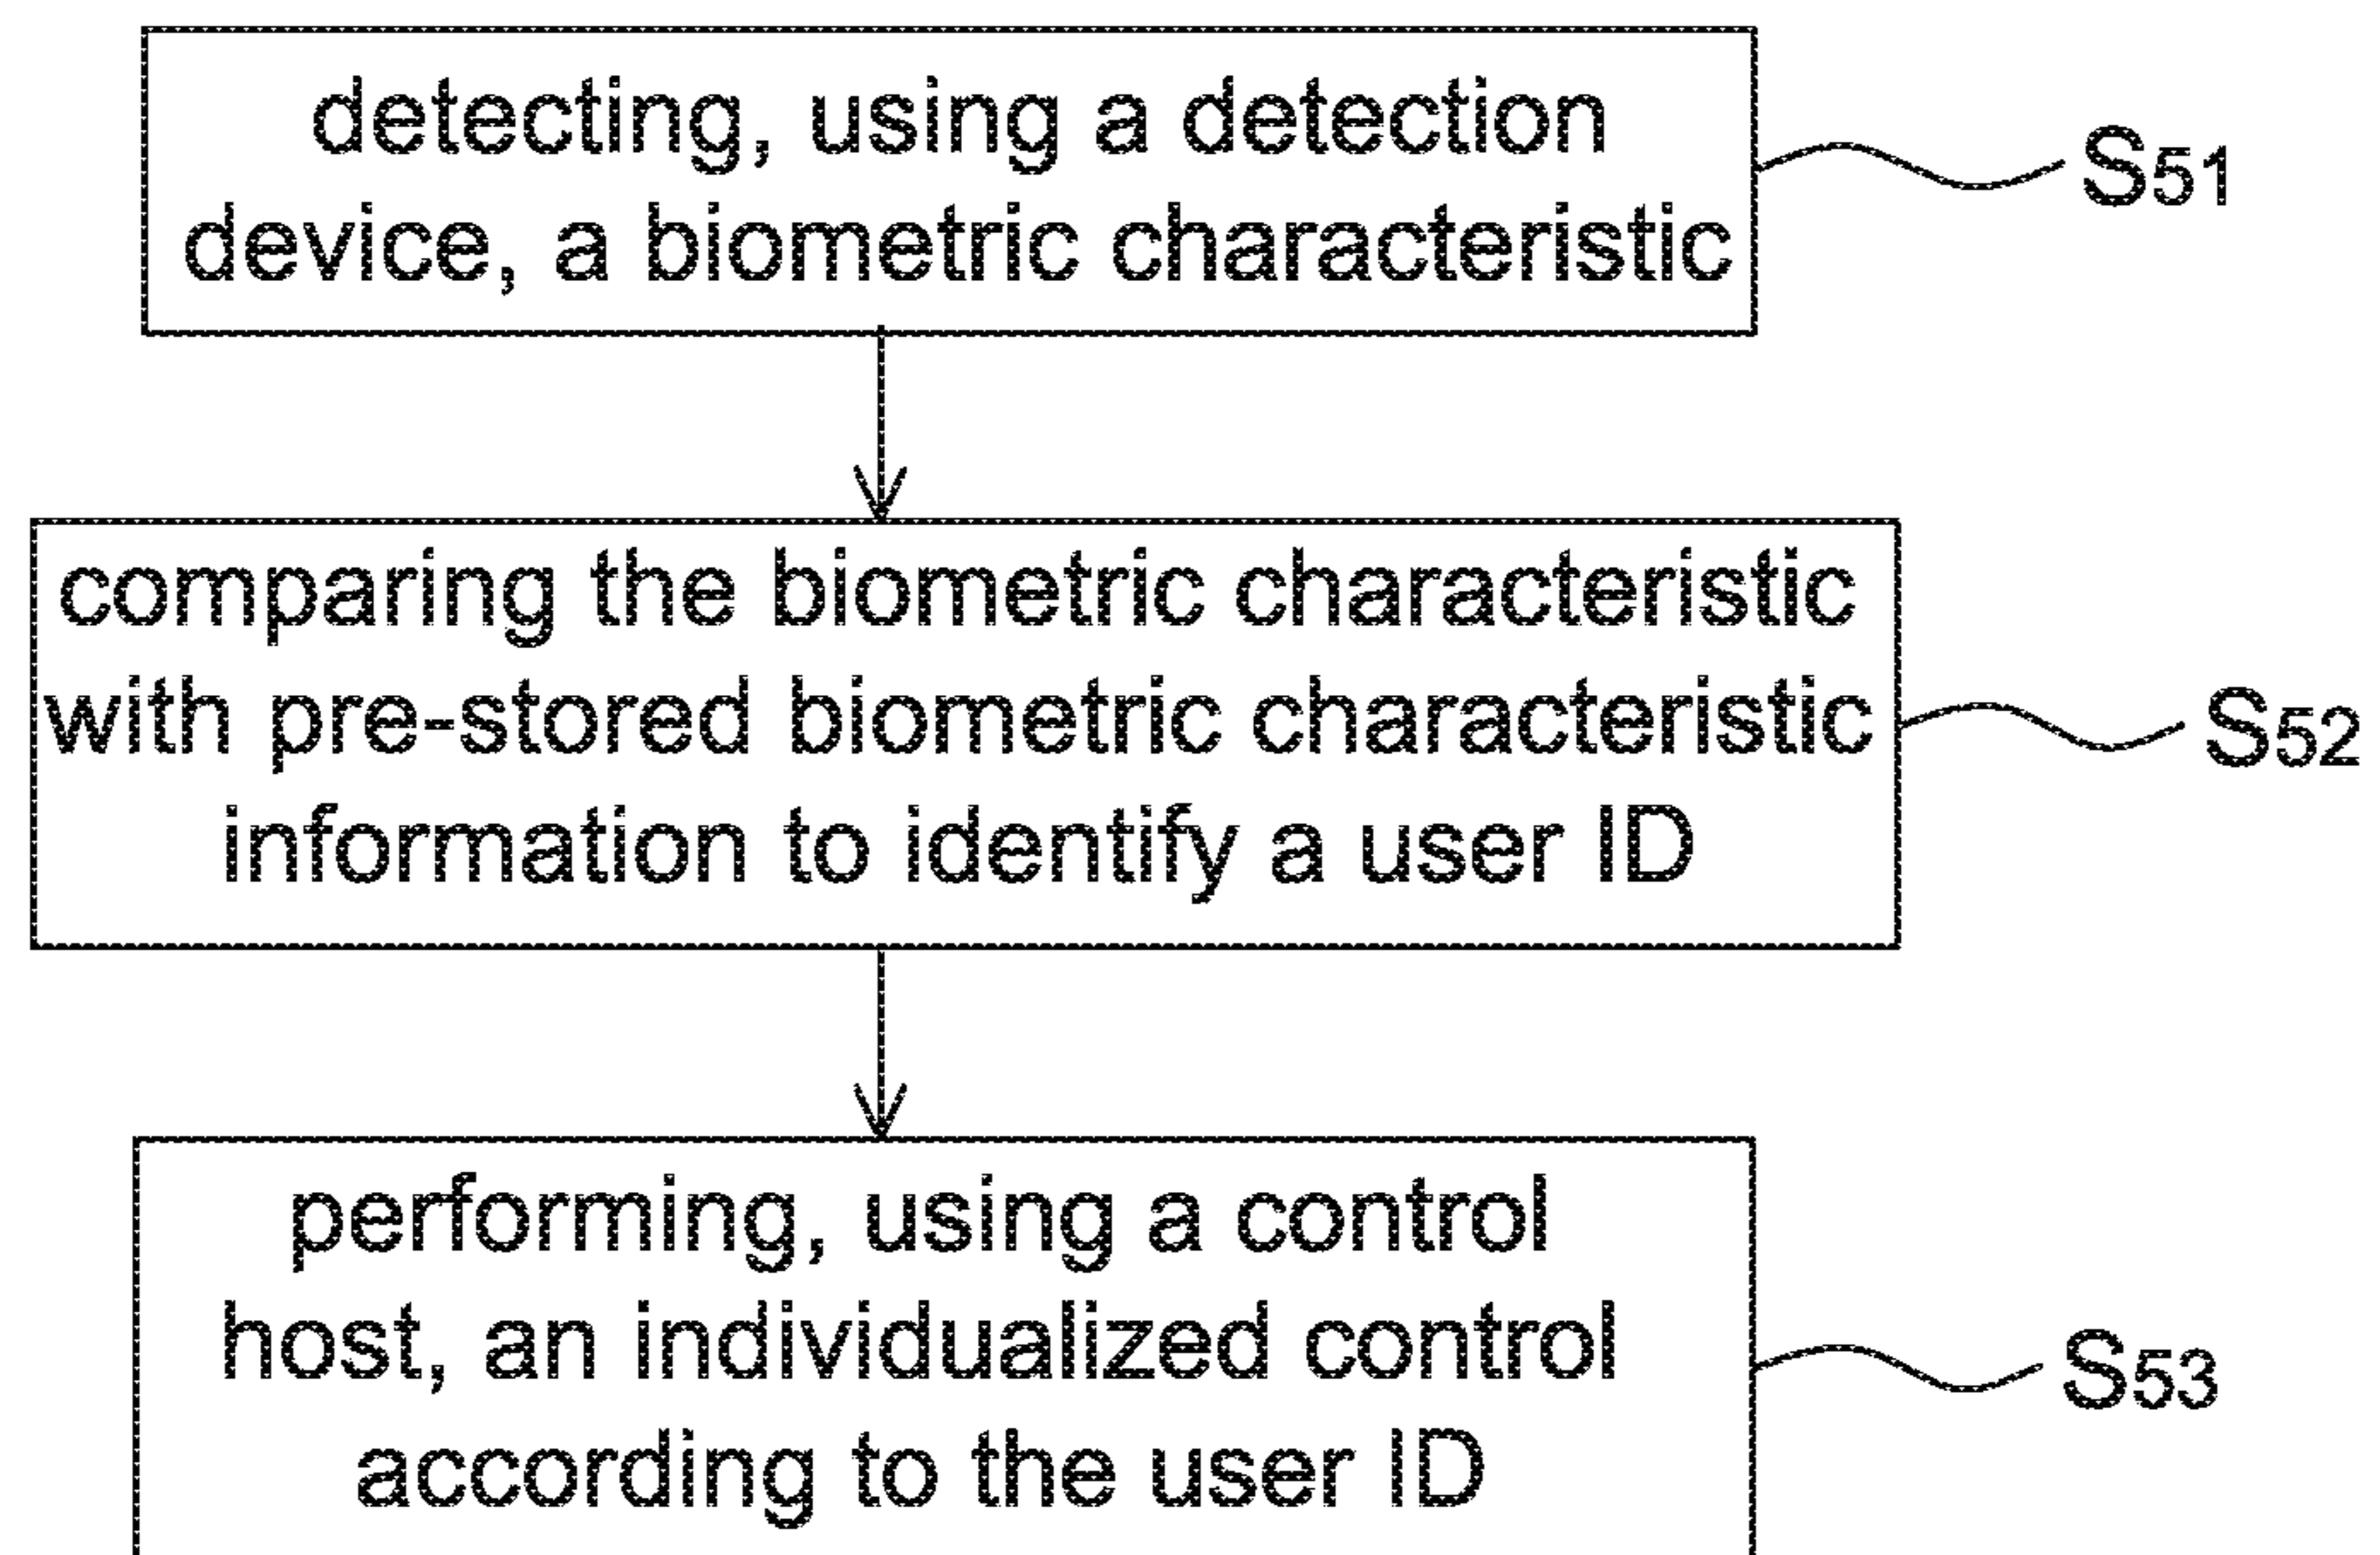 detecting, using a detection
device, a biometric characteristic
S51
comparing the biometric characteristic
with pre-stored biometric characteristic
information to identify a user ID
S52
performing, using a control
host, an individualized control
according to the user ID
S53